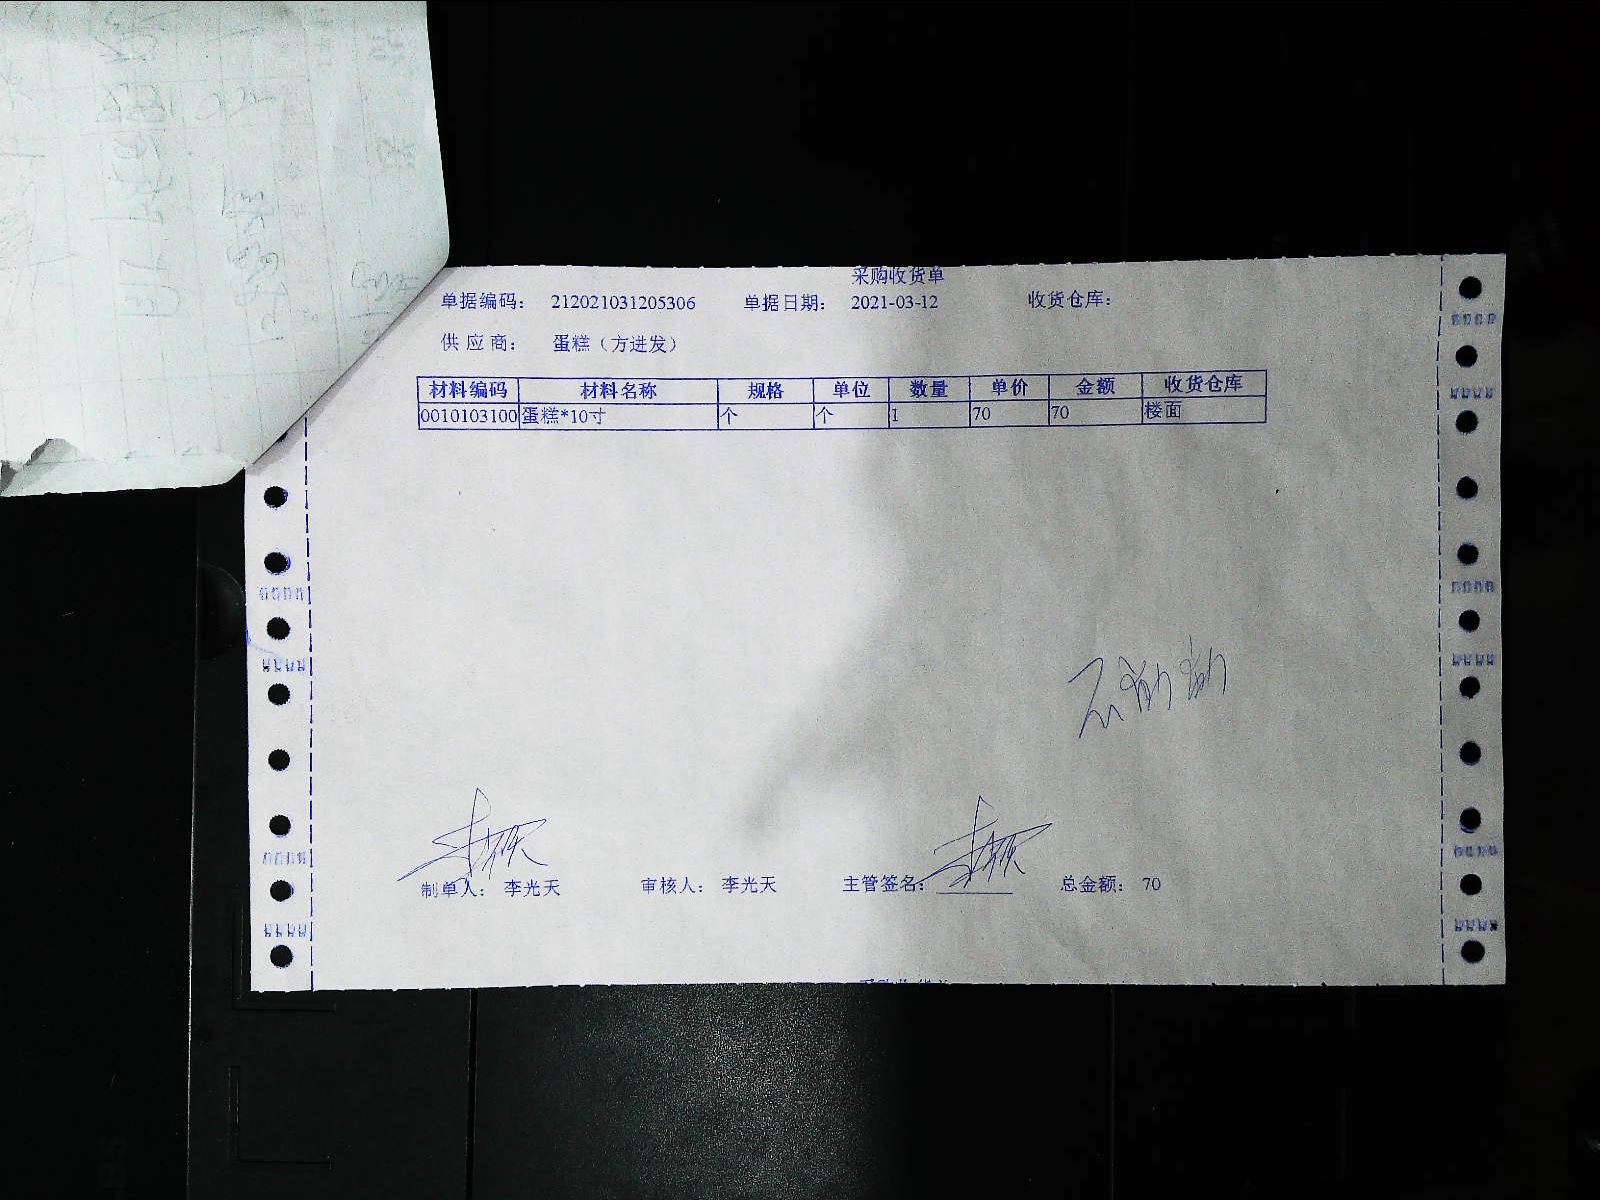 采购收货单
单据编码： 212021031205306 单据日期： 2021-03-12 收货仓库：
供应商： 蛋糕（方进发）
材料编码 材料名称 规格 单位 数量 单价 金额 收货仓库
0010103100 蛋糕*10寸 个 个 1 70 70 楼面
制单人： 李光天 审核人： 李光天 主管签名： 总金额： 70